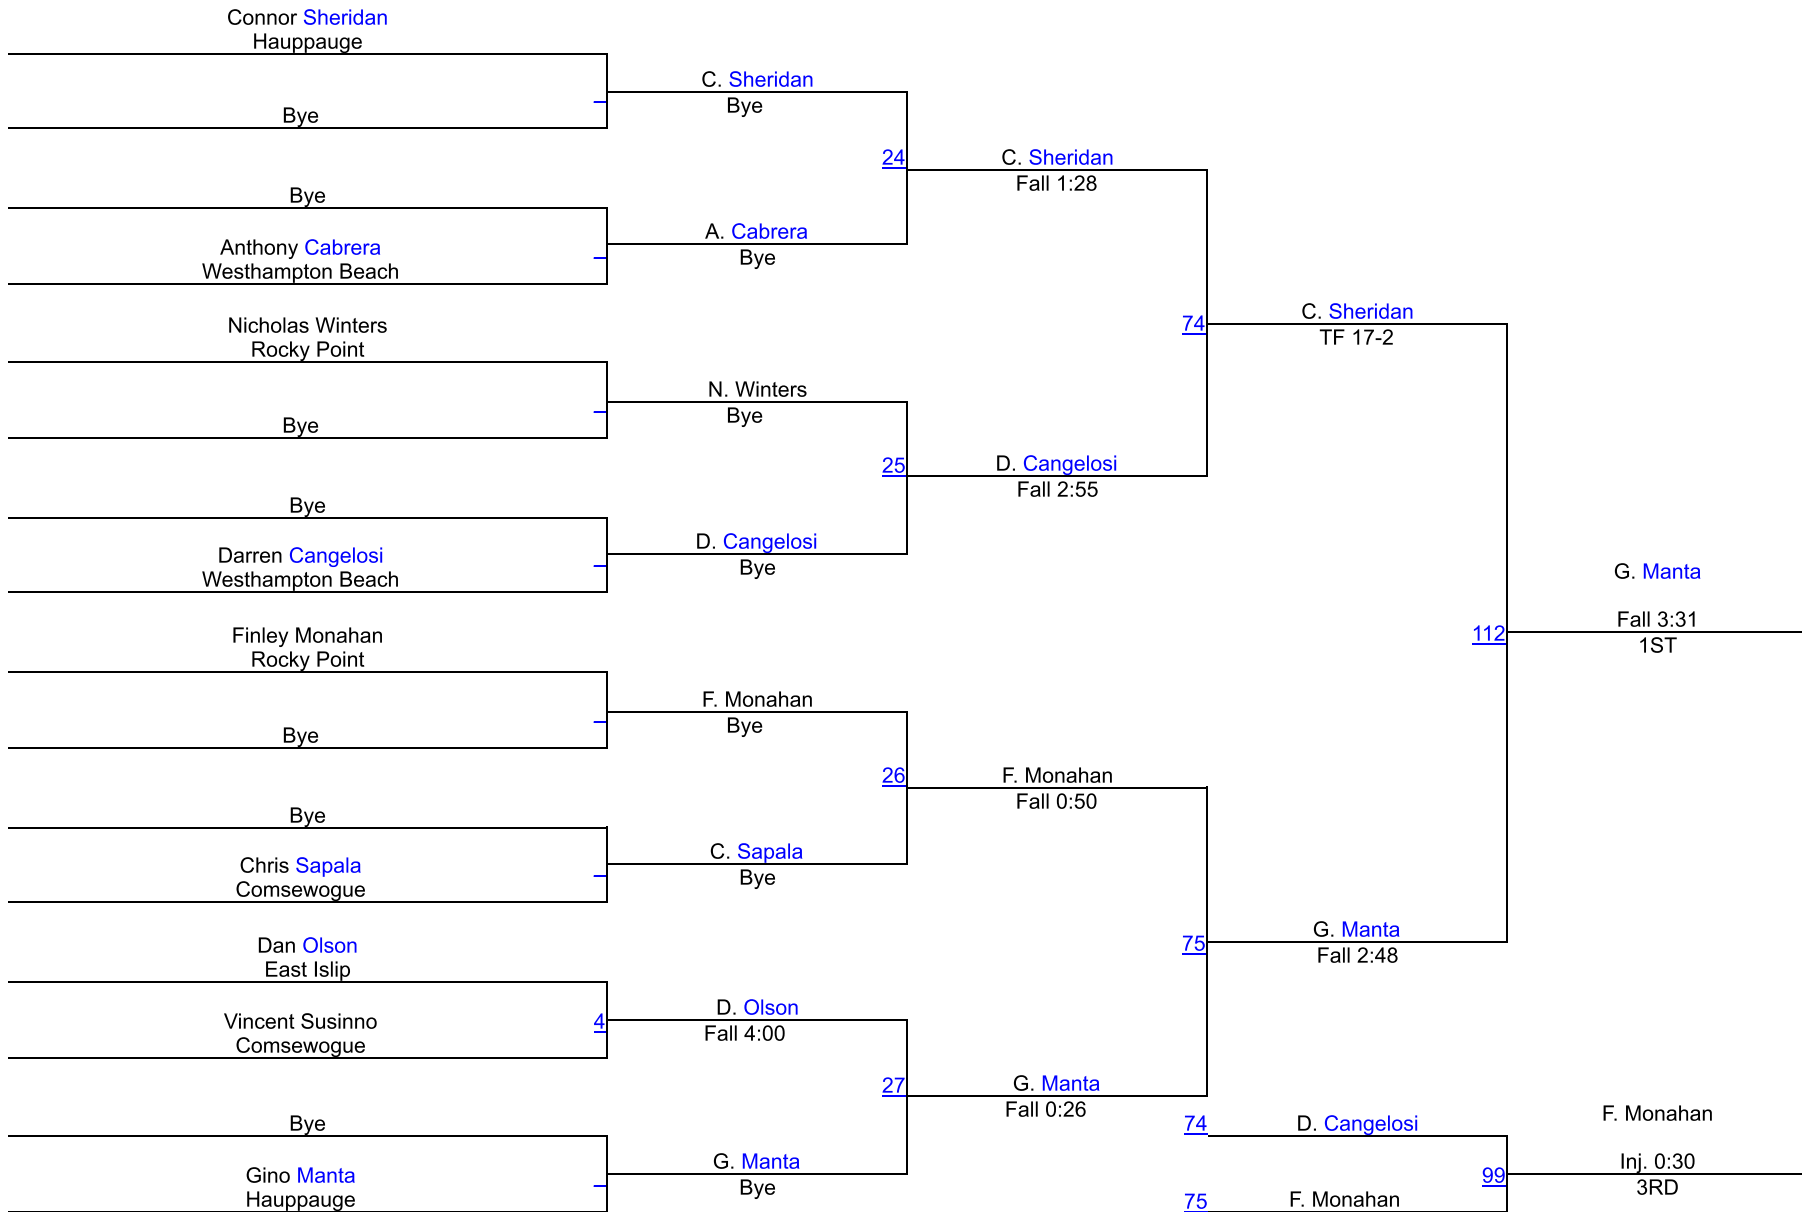 Connor Sheridan
Hauppauge
Bye
Bye
Anthony Cabrera
Westhampton Beach
Nicholas Winters
Rocky Point
Bye
Bye
Darren Cangelosi
Westhampton Beach
Finley Monahan
Rocky Point
Bye
Bye
Chris Sapala
Comsewogue
Dan Olson
East Islip
Vincent Susinno
Comsewogue
4
Bye
Gino Manta
Hauppauge
C. Sheridan
Bye
24
A. Cabrera
Bye
N. Winters
Bye
25
D. Cangelosi
Bye
F. Monahan
Bye
26
C. Sapala
Bye
D. Olson
Fall 4:00
27
G. Manta
Bye
C. Sheridan
Fall 1:28
74
D. Cangelosi
Fall 2:55
F. Monahan
Fall 0:50
75
G. Manta
Fall 0:26
C. Sheridan
TF 17-2
112
G. Manta
Fall 2:48
G. Manta
Fall 3:31
1ST
74
D. Cangelosi
99
75
F. Monahan
F. Monahan
Inj. 0:30
3RD